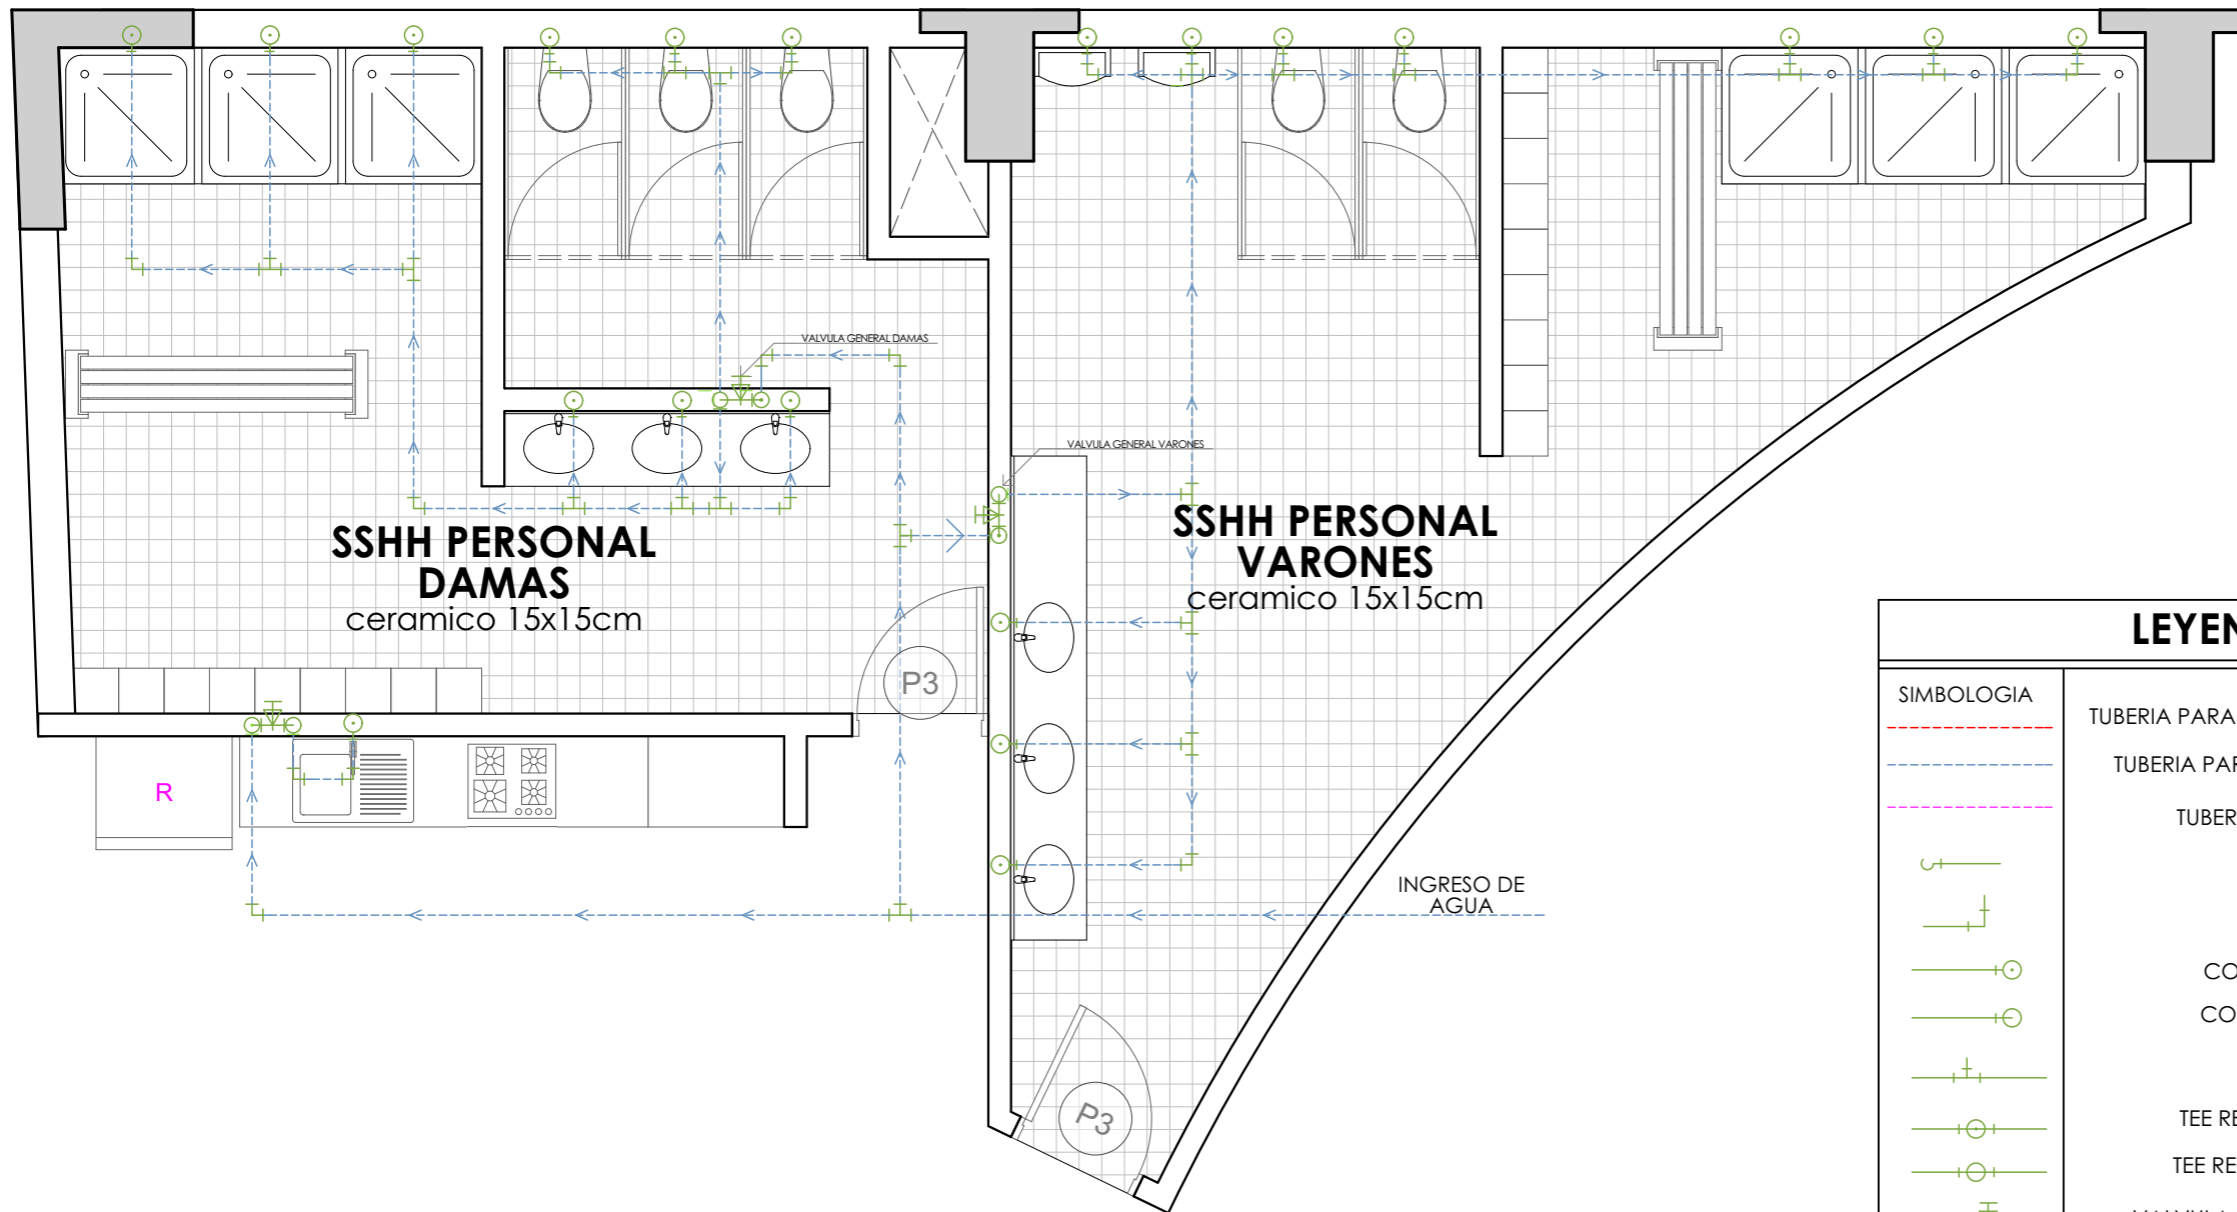 VALVULA GENERAL DAMAS
VALVULA GENERAL VARONES
SSHH PERSONAL
DAMAS
ceramico 15x15cm
SSHH PERSONAL
VARONES
ceramico 15x15cm
P3
R
INGRESO DE
AGUA
P3
LEYEN
SIMBOLOGIA
TUBERIA PARA
TUBERIA PAR
TUBER
CO
CO
TEE RE
TEE RE